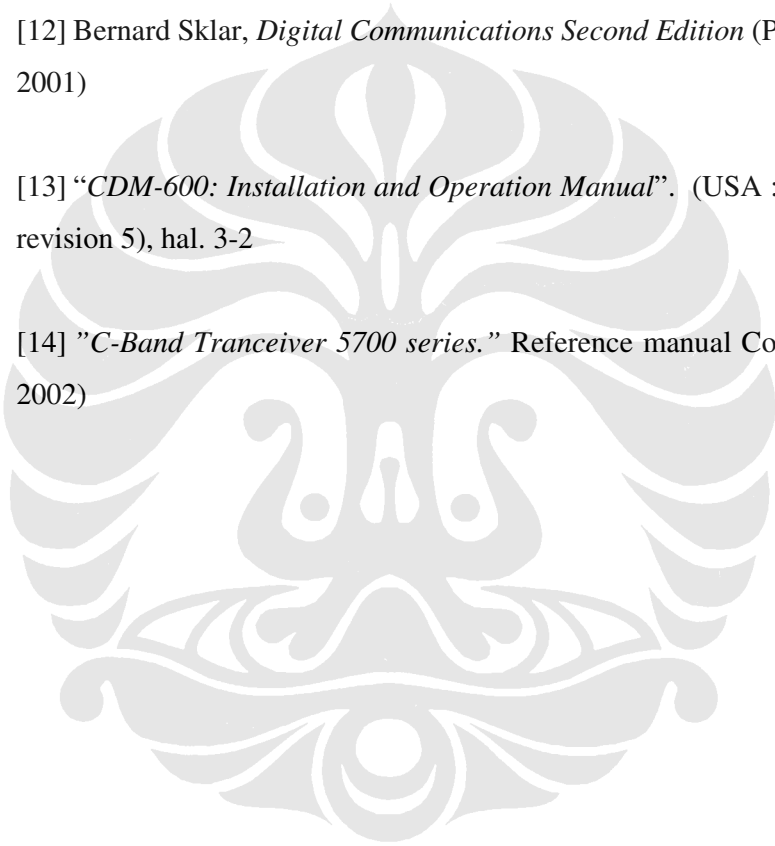 [12] Bernard Sklar, Digital Communications Second Edition (P
2001)
[13] “CDM-600: Installation and Operation Manual”. (USA :
revision 5), hal. 3-2
[14] ”C-Band Tranceiver 5700 series.” Reference manual Co
2002)